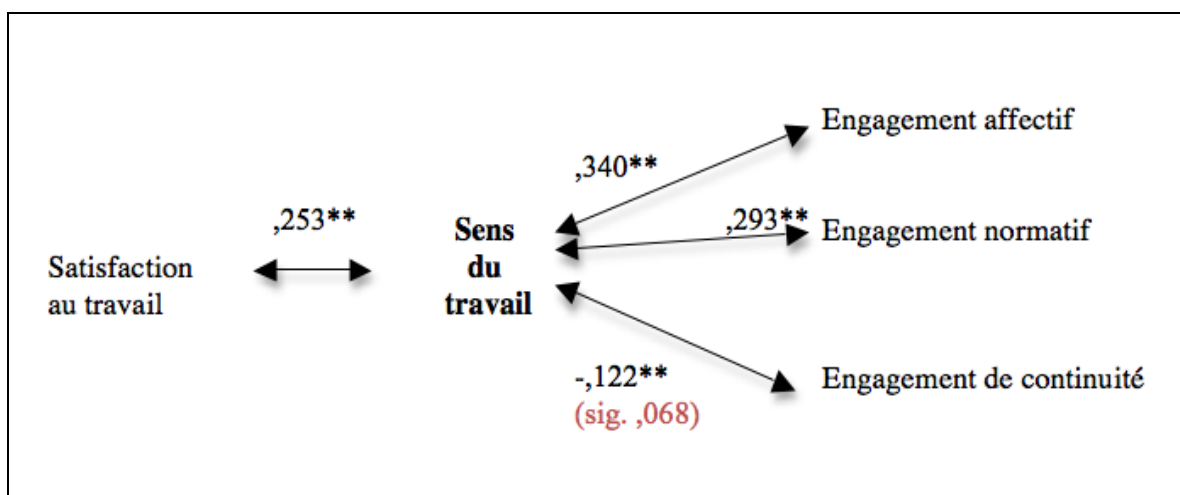 Engagement affectif
,340**
,253**
Sens
du
travail
,293**
Engagement normatif
Satisfaction
au travail
-,122**
(sig. ,068)
Engagement de continuité